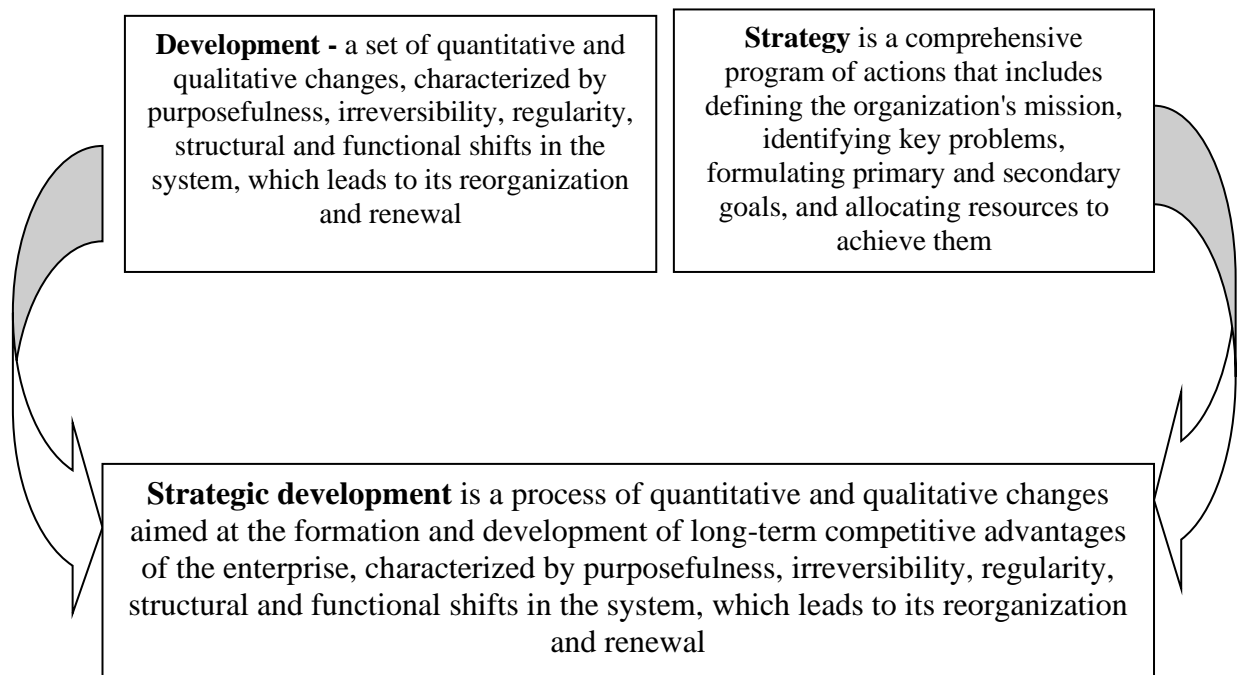 Development - a set of quantitative and
qualitative changes, characterized by
purposefulness, irreversibility, regularity,
structural and functional shifts in the
system, which leads to its reorganization
and renewal
Strategy is a comprehensive
program of actions that includes
defining the organization's mission,
identifying key problems,
formulating primary and secondary
goals, and allocating resources to
achieve them
Strategic development is a process of quantitative and qualitative changes
aimed at the formation and development of long-term competitive advantages
of the enterprise, characterized by purposefulness, irreversibility, regularity,
structural and functional shifts in the system, which leads to its reorganization
and renewal